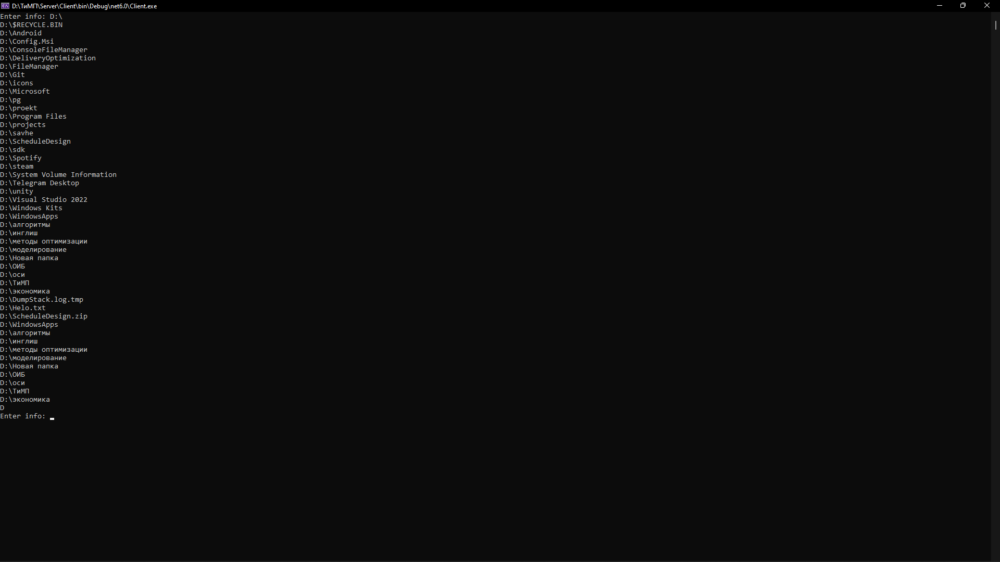 D:\ТиМП\Server\Client\bin\Debug\net6.0\Client.exe
Enter info: D:\
D:\$RECYCLE.BIN
D:\Android
D:\Config.Msi
D:\ConsoleFileManager
D:\DeliveryOptimization
D:\FileManager
D:\Git
D:\icons
D:\Microsoft
D:\pg
D:\proekt
D:\Program Files
D:\projects
D:\savhe
D:\ScheduleDesign
D:\sdk
D:\Spotify
D:\steam
D:\System Volume Information
D:\Telegram Desktop
D:\unity
D:\Visual Studio 2022
D:\Windows Kits
D:\WindowsApps
D:\алгоритмы
D:\инглиш
D:\методы оптимизации
D:\моделирование
D:\Новая папка
D:\ОИБ
D:\оси
D:\ТиМП
D:\экономика
D:\DumpStack.log.tmp
D:\Helo.txt
D:\ScheduleDesign.zip
D:\WindowsApps
D:\алгоритмы
D:\инглиш
D:\методы оптимизации
D:\моделирование
D:\Новая папка
D:\ОИБ
D:\оси
D:\ТиМП
D:\экономика
D
Enter info: